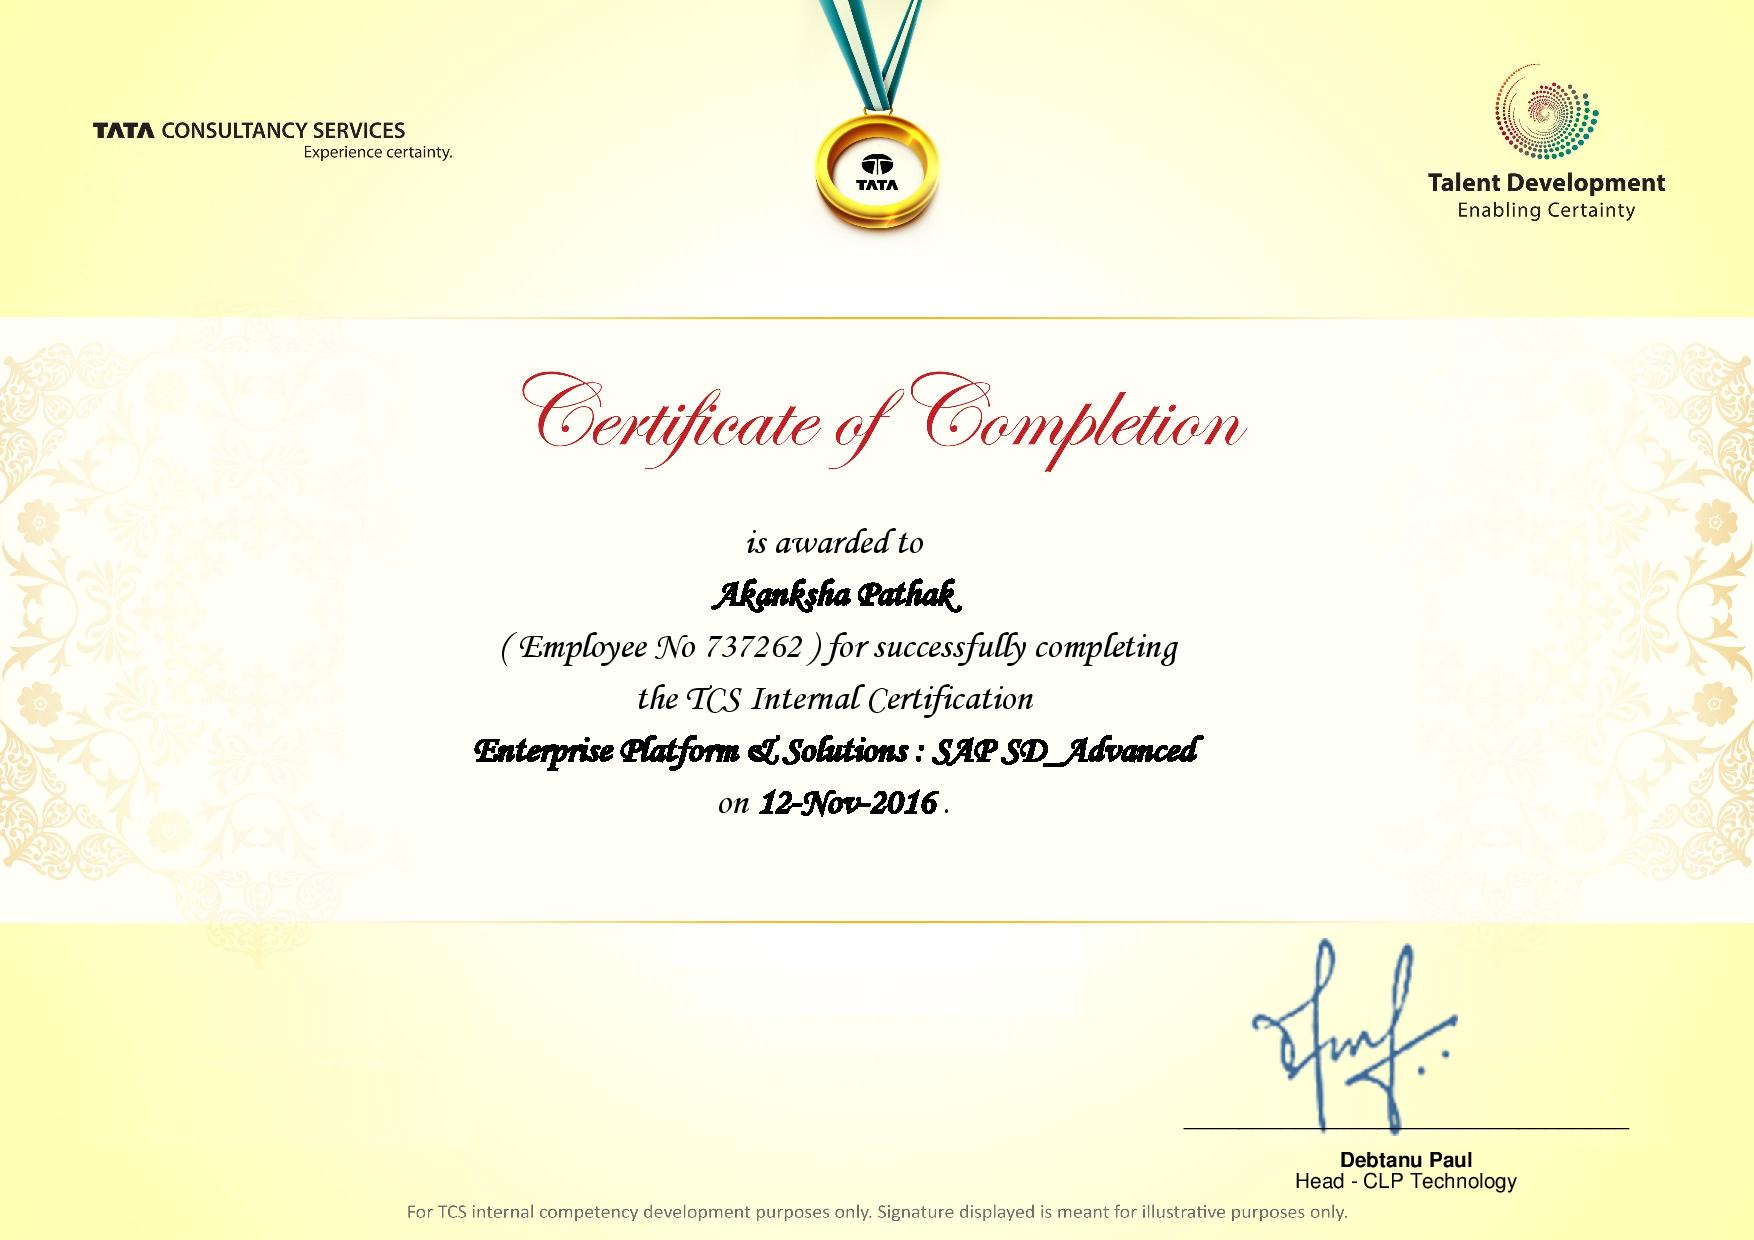 TATA CONSULTANCY SERVICES
Experience certainty.
TATA
Talent Development
Enabling Certainty
Certificate of Completion
is awarded to
Akanksha Pathak
( Employee No 737262 ) for successfully completing
the TCS Internal Certification
Enterprise Platform & Solutions : SAP SD_Advanced
on 12-Nov-2016 .
Debtanu Paul
Head - CLP Technology
For TCS internal competency development purposes only. Signature displayed is meant for illustrative purposes only.